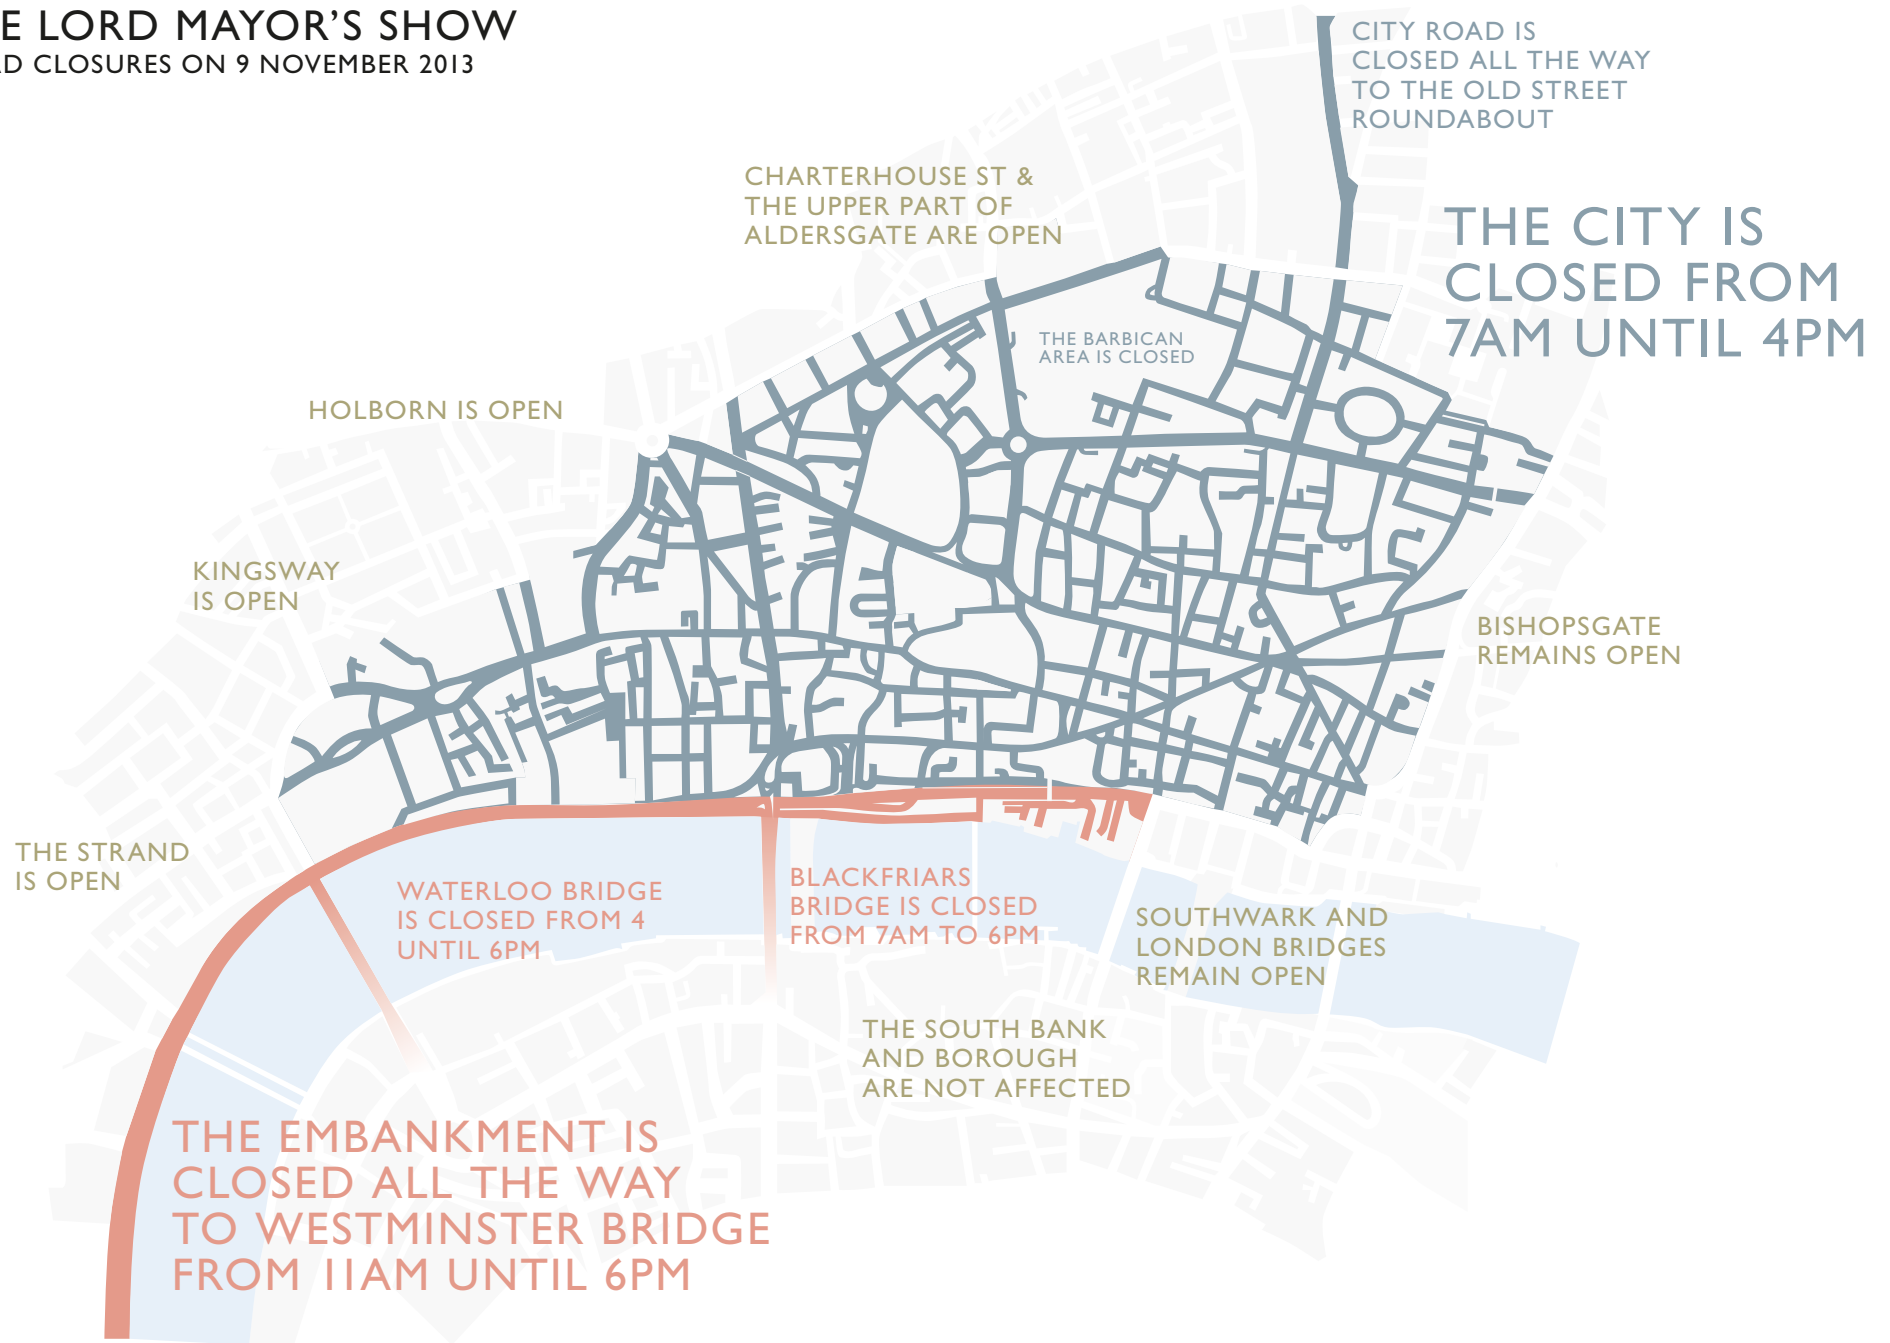 E LORD MAYOR'S SHOW
AD CLOSURES ON 9 NOVEMBER 2013
CITY ROAD IS
CLOSED ALL THE WAY
TO THE OLD STREET
ROUNDABOUT
CHARTERHOUSE ST &
THE UPPER PART OF
ALDERSGATE ARE OPEN
THE CITY IS
CLOSED FROM
7AM UNTIL 4PM
THE BARBICAN
AREA IS CLOSED
HOLBORN IS OPEN
KINGSWAY
IS OPEN
BISHOPSGATE
REMAINS OPEN
THE STRAND
IS OPEN
WATERLOO BRIDGE
IS CLOSED FROM 4
UNTIL 6PM
BLACKFRIARS
BRIDGE IS CLOSED
FROM 7AM TO 6PM
SOUTHWARK AND
LONDON BRIDGES
REMAIN OPEN
THE SOUTH BANK
AND BOROUGH
ARE NOT AFFECTED
THE EMBANKMENT IS
CLOSED ALL THE WAY
TO WESTMINSTER BRIDGE
FROM 11AM UNTIL 6PM